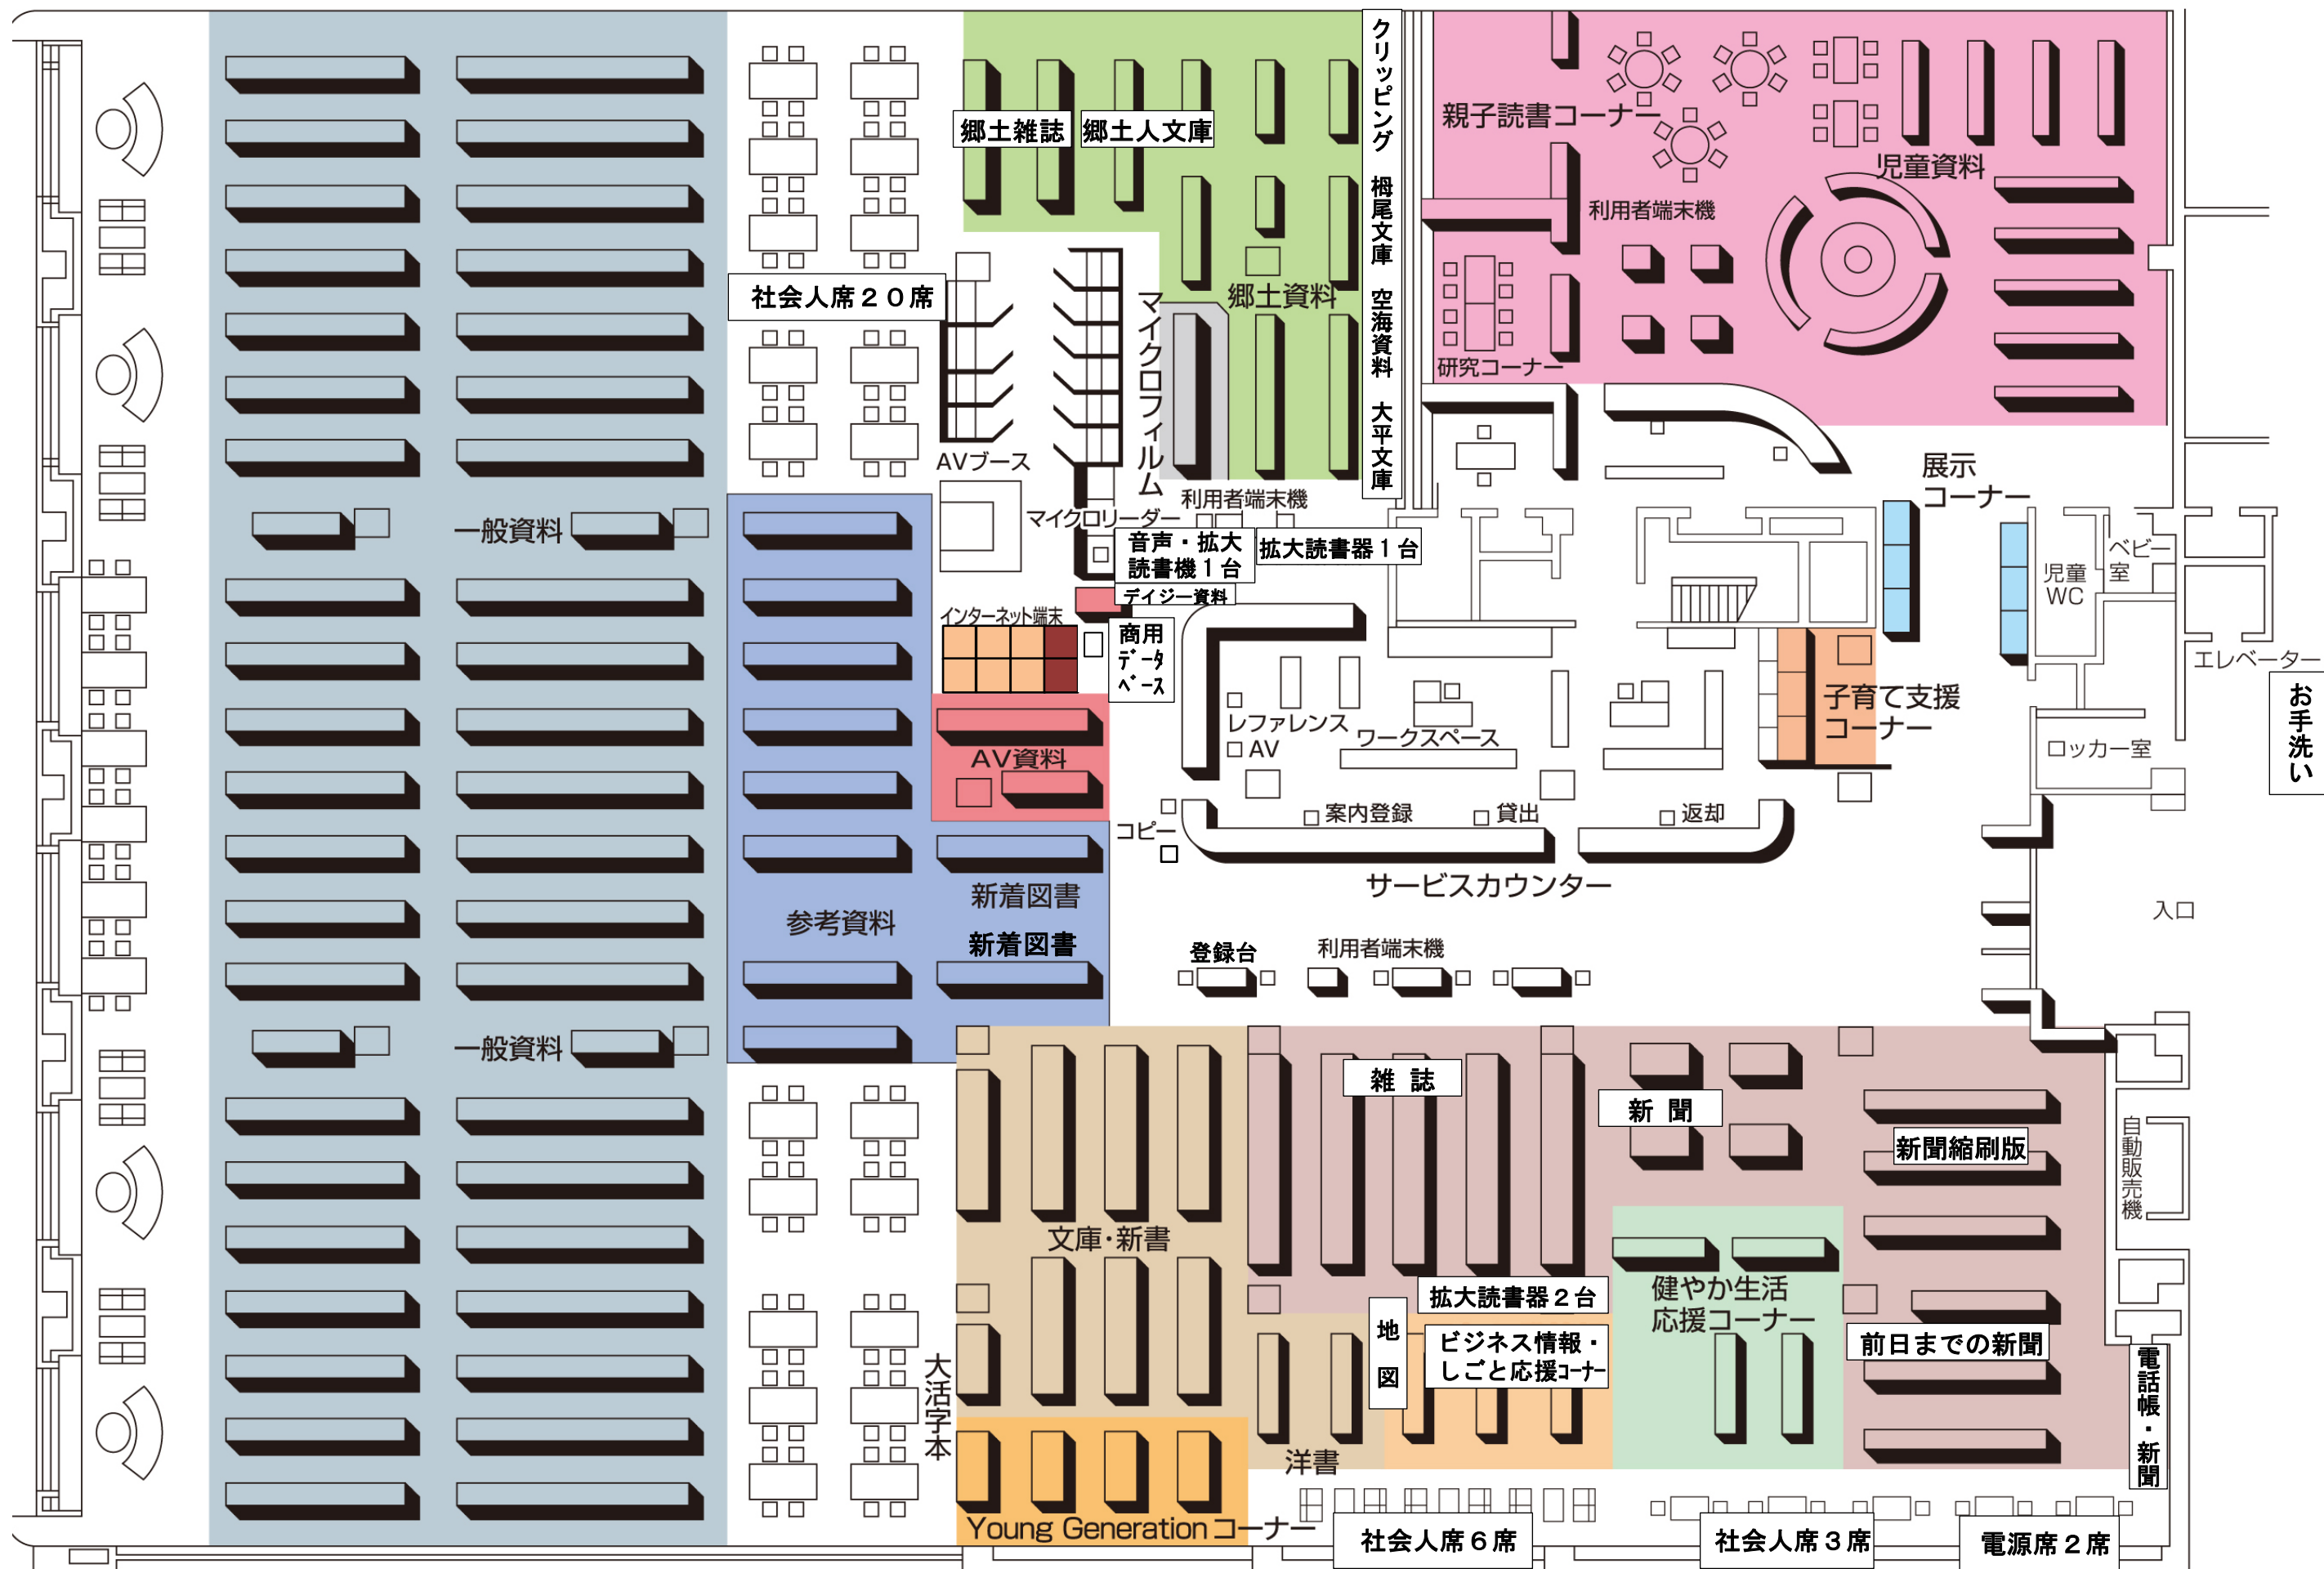 クリッピング　栂尾文庫　空海資料　大平文庫
郷土雑誌
郷土人文庫
親子読書コーナー
児童資料
利用者端末機
研究コーナー
社会人席２０席
マイクロフィルム
郷土資料
AVブース
利用者端末機
マイクロリーダー
音声・拡大
読書機１台
拡大読書器１台
デイジー資料
展示
コーナー
一般資料
ベビー
室
児童
WC
インターネット端末
商用
ﾃﾞｰﾀ
ﾍﾞｰｽ
エレベーター
お手洗い
子育て支援
コーナー
レファレンス
AV
ワークスペース
ロッカー室
AV資料
コピー
案内登録
貸出
返却
サービスカウンター
新着図書
参考資料
新着図書
入口
登録台
利用者端末機
一般資料
雑 誌
新 聞
新聞縮刷版
自動販売機
文庫・新書
健やか生活
応援コーナー
拡大読書器２台
地図
ビジネス情報・
しごと応援ｺｰﾅｰ
前日までの新聞
電話帳・新聞
大活字本
洋書
Young Generationコーナー
社会人席６席
社会人席３席
電源席２席